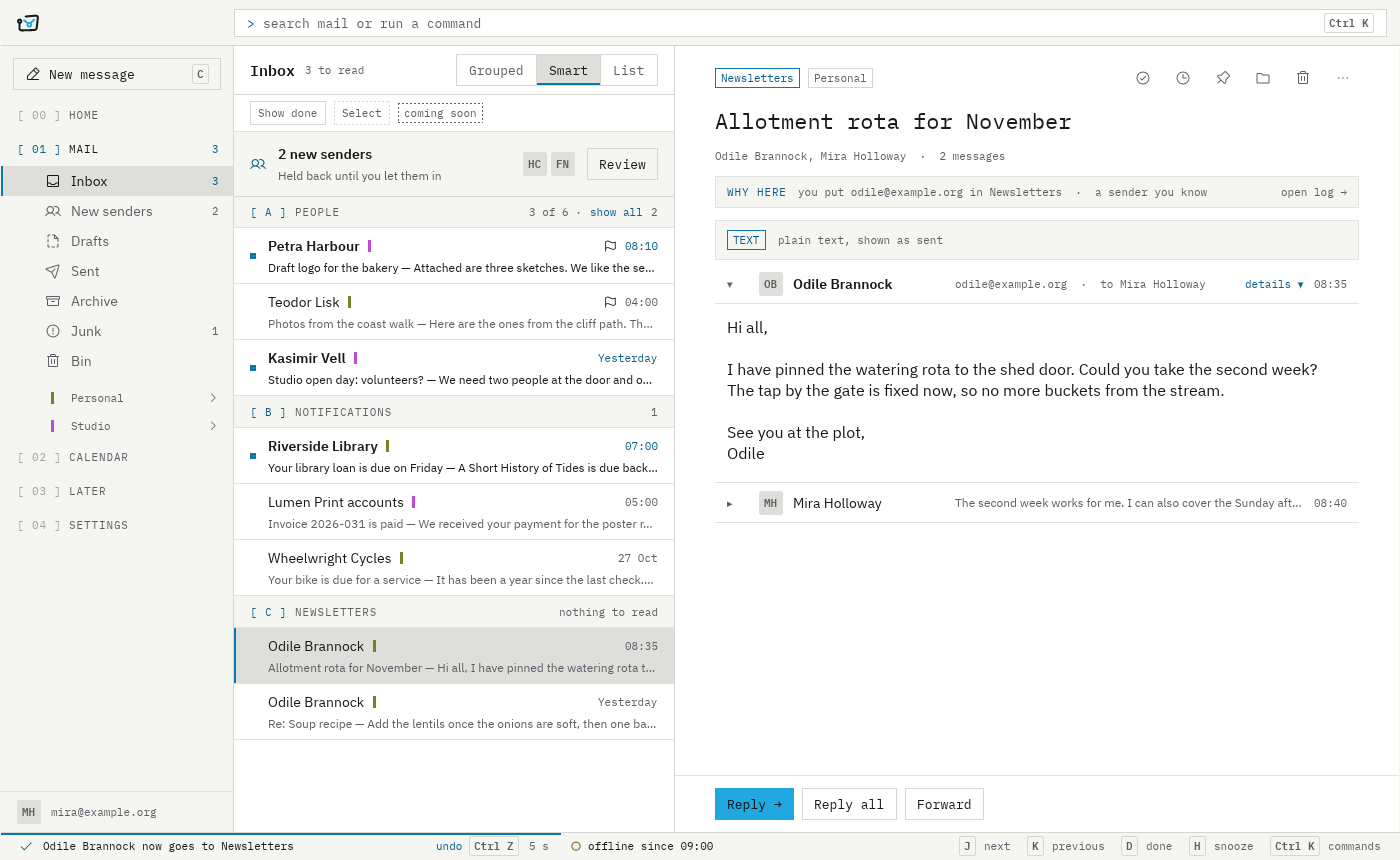 > search mail or run a command Ctrl K
New message C
[ 00 ] HOME
[ 01 ] MAIL 3
Inbox 3
New senders 2
Drafts
Sent
Archive
Junk 1
Bin
Personal
Studio
[ 02 ] CALENDAR
[ 03 ] LATER
[ 04 ] SETTINGS
MH mira@example.org
Inbox 3 to read Grouped Smart List
Show done Select coming soon
2 new senders
Held back until you let them in
HC FN Review
[ A ] PEOPLE 3 of 6 · show all 2
Petra Harbour 08:10
Draft logo for the bakery — Attached are three sketches. We like the se…
Teodor Lisk 04:00
Photos from the coast walk — Here are the ones from the cliff path. Th…
Kasimir Vell Yesterday
Studio open day: volunteers? — We need two people at the door and o…
[ B ] NOTIFICATIONS 1
Riverside Library 07:00
Your library loan is due on Friday — A Short History of Tides is due back…
Lumen Print accounts 05:00
Invoice 2026-031 is paid — We received your payment for the poster r…
Wheelwright Cycles 27 Oct
Your bike is due for a service — It has been a year since the last check.…
[ C ] NEWSLETTERS nothing to read
Odile Brannock 08:35
Allotment rota for November — Hi all, I have pinned the watering rota t…
Odile Brannock Yesterday
Re: Soup recipe — Add the lentils once the onions are soft, then one ba…
Newsletters Personal
Allotment rota for November
Odile Brannock, Mira Holloway · 2 messages
WHY HERE you put odile@example.org in Newsletters · a sender you know open log →
TEXT plain text, shown as sent
▾ OB Odile Brannock odile@example.org · to Mira Holloway details ▾ 08:35
Hi all,
I have pinned the watering rota to the shed door. Could you take the second week?
The tap by the gate is fixed now, so no more buckets from the stream.
See you at the plot,
Odile
▸ MH Mira Holloway The second week works for me. I can also cover the Sunday aft… 08:40
Reply → Reply all Forward
Odile Brannock now goes to Newsletters undo Ctrl Z 5 s offline since 09:00 J next K previous D done H snooze Ctrl K commands